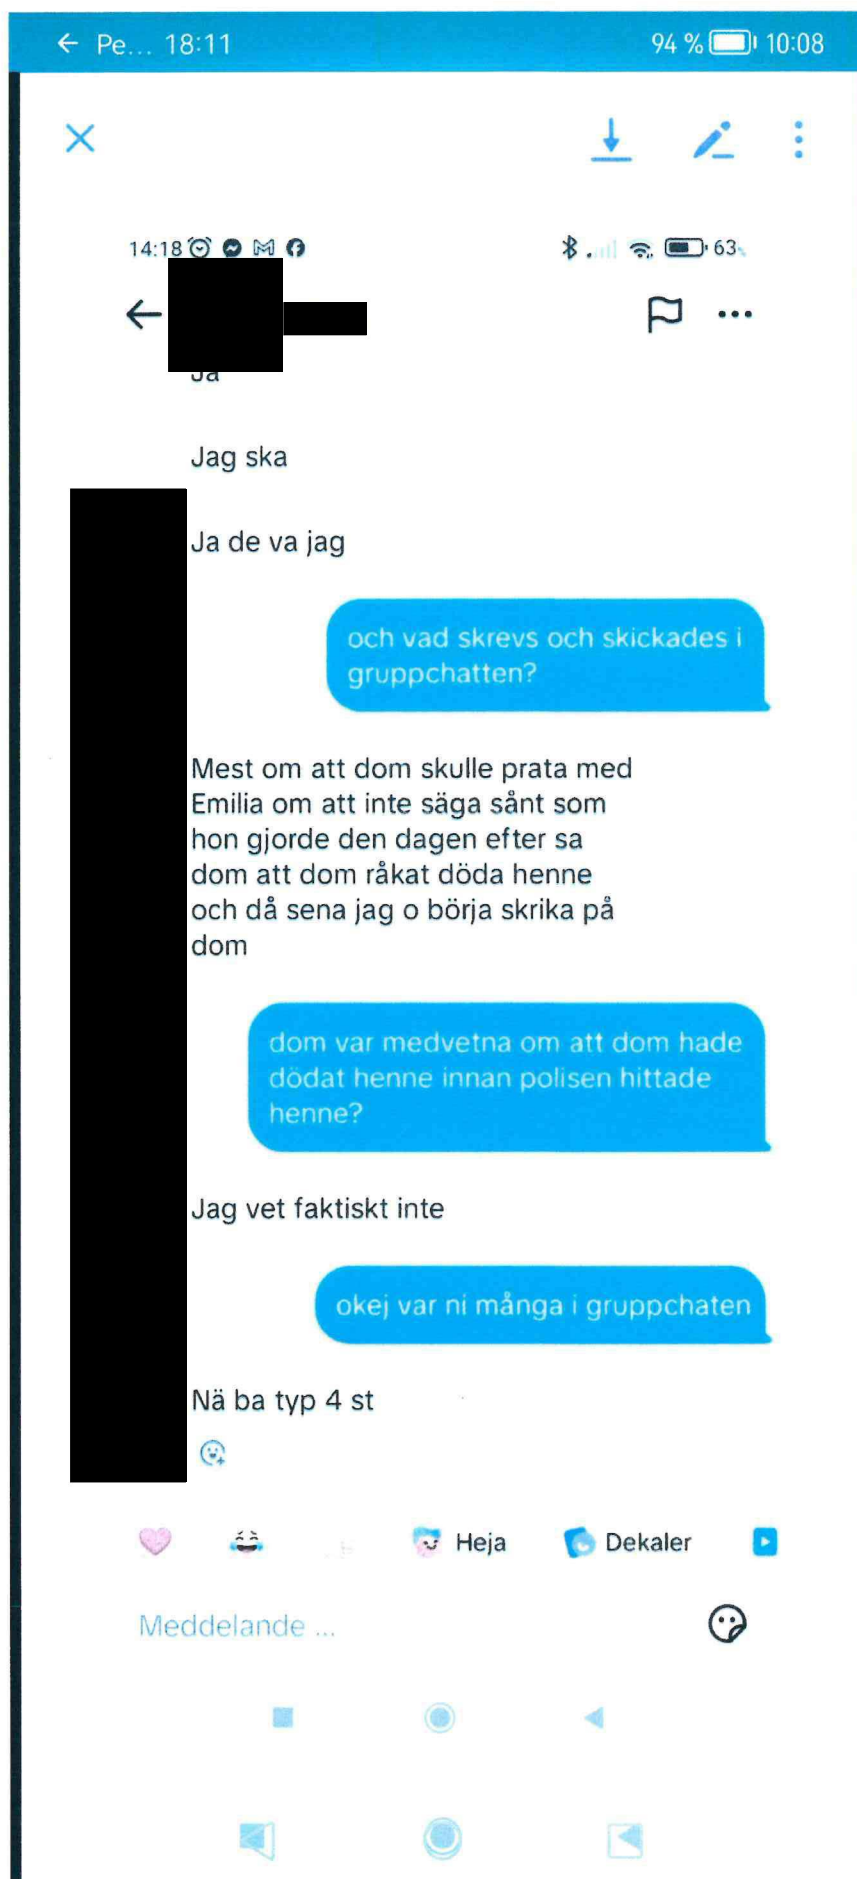 ← Pe... 18:11 94 % 10:08
14:18 63
Ja
Jag ska
Ja de va jag
och vad skrevs och skickades i
gruppchatten?
Mest om att dom skulle prata med
Emilia om att inte säga sånt som
hon gjorde den dagen efter sa
dom att dom råkat döda henne
och då sena jag o börja skrika på
dom
dom var medvetna om att dom hade
dödat henne innan polisen hittade
henne?
Jag vet faktiskt inte
okej var ni många i gruppchaten
Nä ba typ 4 st
Heja Dekaler
Meddelande ...